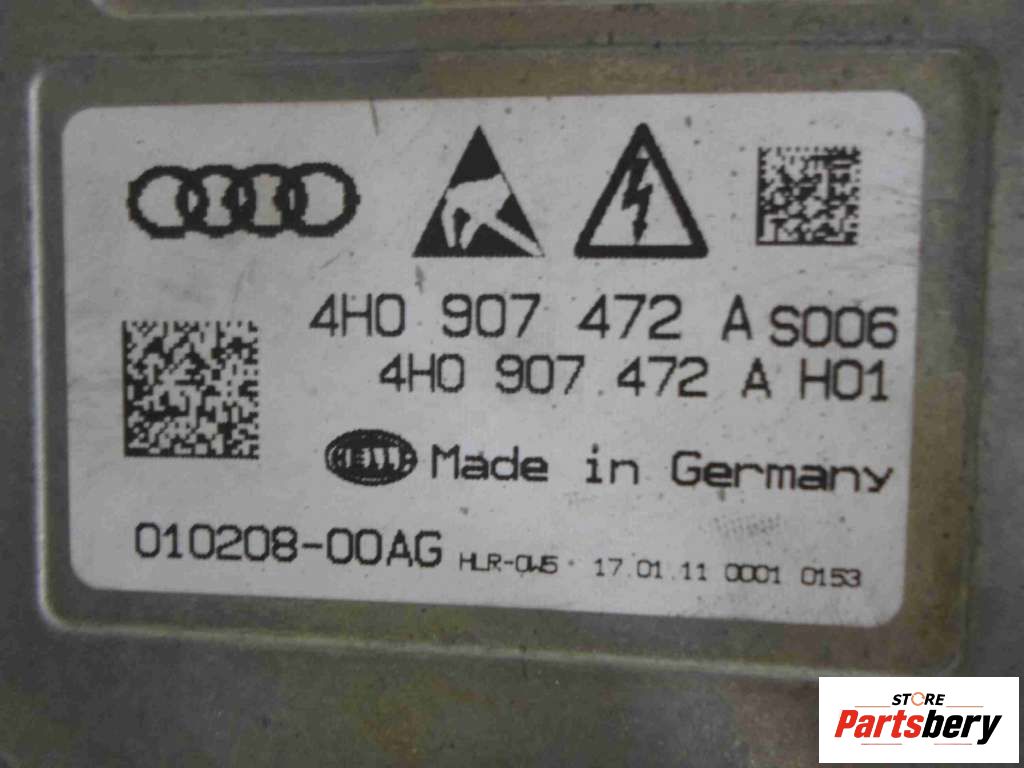 4H0 907 472 A S006
4H0 907 472 A H01
HELLA Made in Germany
010208-00AG HLR-0W5 17.01.11 0001 0153
STORE
Partsbery